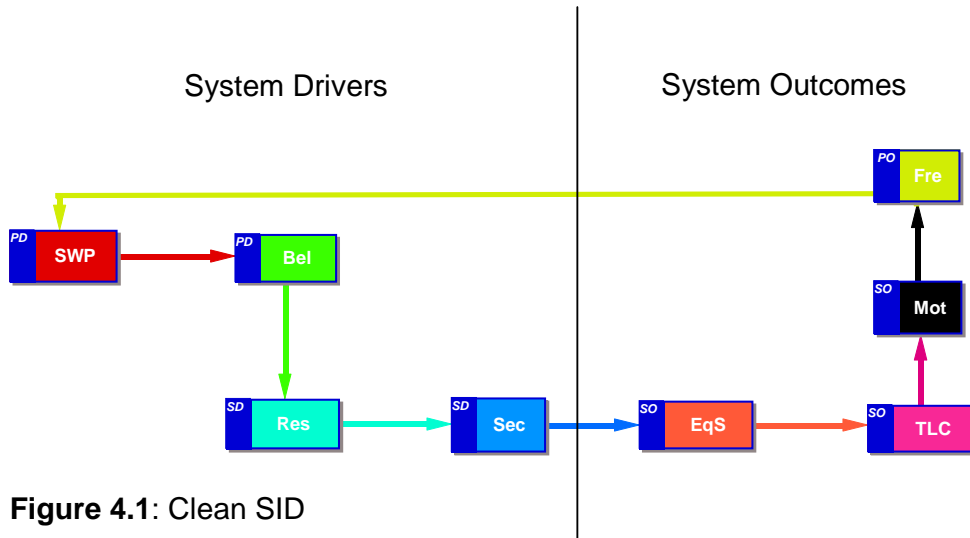 System Drivers
System Outcomes
PO
Fre
PD
SWP
PD
Bel
SO
Mot
SD
Res
SD
Sec
SO
EqS
SO
TLC
Figure 4.1: Clean SID